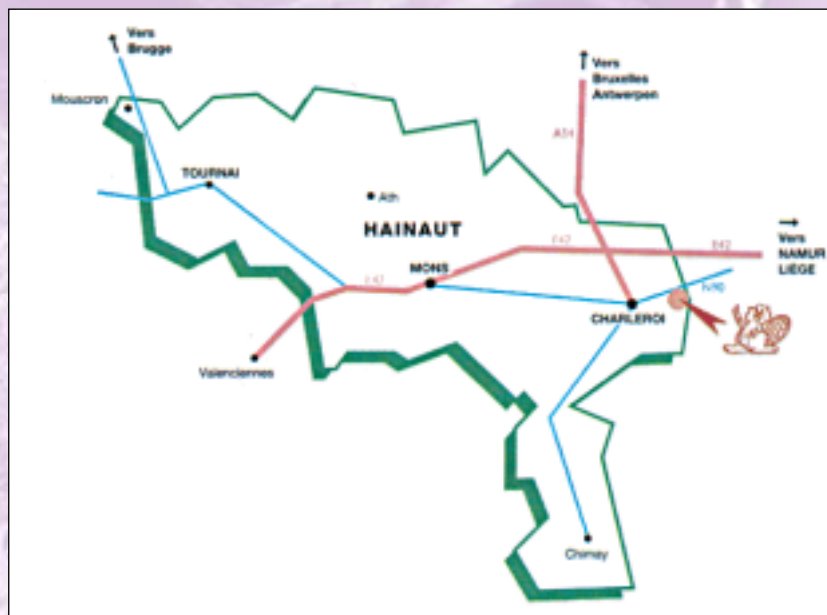 Vers
Brugge
Vers
Bruxelles
Antwerpen
Mouscron
A54
TOURNAI
Ath
HAINAUT
Vers
NAMUR
LIEGE
E42
E42
MONS
E42
N90
CHARLEROI
Valenciennes
Chimay